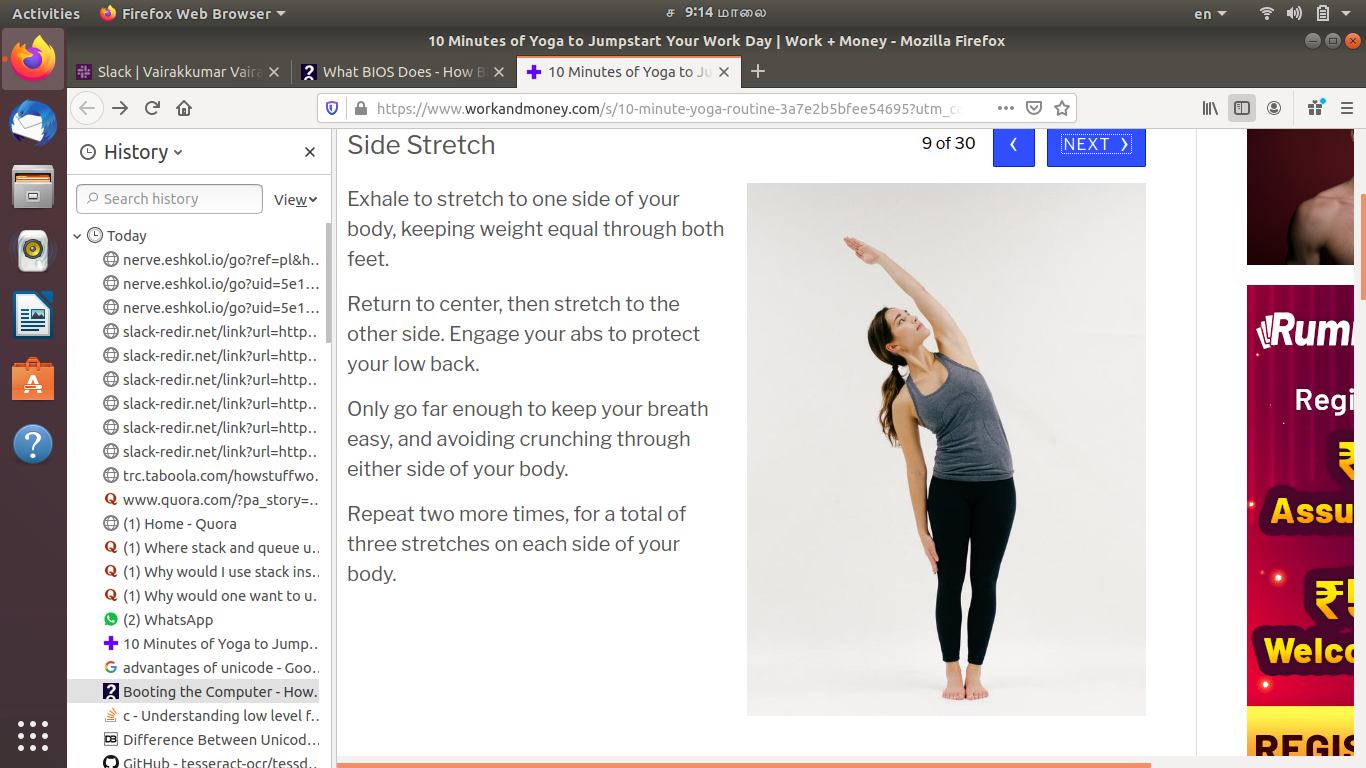 Activities
Firefox Web Browser
ச 9:14 மாலை
en
10 Minutes of Yoga to Jumpstart Your Work Day | Work + Money - Mozilla Firefox
Slack | Vairakkumar Vaira
What BIOS Does - How B
10 Minutes of Yoga to Ju
https://www.workandmoney.com/s/10-minute-yoga-routine-3a7e2b5bfee54695?utm_ca
History
Search history
View
Today
nerve.eshkol.io/go?ref=pl&h…
nerve.eshkol.io/go?uid=5e1…
nerve.eshkol.io/go?uid=5e1…
slack-redir.net/link?url=http…
slack-redir.net/link?url=http…
slack-redir.net/link?url=http…
slack-redir.net/link?url=http…
slack-redir.net/link?url=http…
slack-redir.net/link?url=http…
trc.taboola.com/howstuffwo…
www.quora.com/?pa_story=…
(1) Home - Quora
(1) Where stack and queue u…
(1) Why would I use stack ins…
(1) Why would one want to u…
(2) WhatsApp
10 Minutes of Yoga to Jump…
advantages of unicode - Goo…
Booting the Computer - How…
c - Understanding low level f…
Difference Between Unicod…
GitHub - tesseract-ocr/tessd…
Side Stretch
9 of 30
NEXT
Exhale to stretch to one side of your
body, keeping weight equal through both
feet.
Return to center, then stretch to the
other side. Engage your abs to protect
your low back.
Only go far enough to keep your breath
easy, and avoiding crunching through
either side of your body.
Repeat two more times, for a total of
three stretches on each side of your
body.
Rum
Regi
₹
Assu
₹5
Welco
REGIS